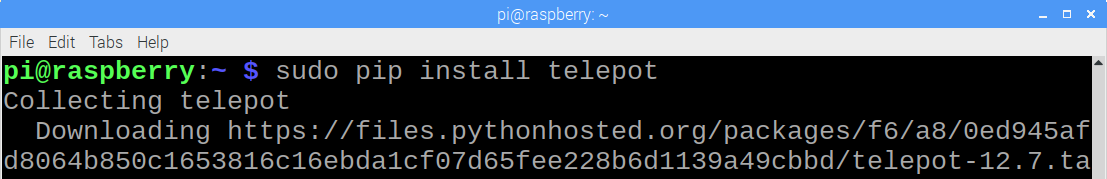 pi@raspberry: ~
File Edit Tabs Help
pi@raspberry:~ $ sudo pip install telepot
Collecting telepot
  Downloading https://files.pythonhosted.org/packages/f6/a8/0ed945af
d8064b850c1653816c16ebda1cf07d65fee228b6d1139a49cbbd/telepot-12.7.ta